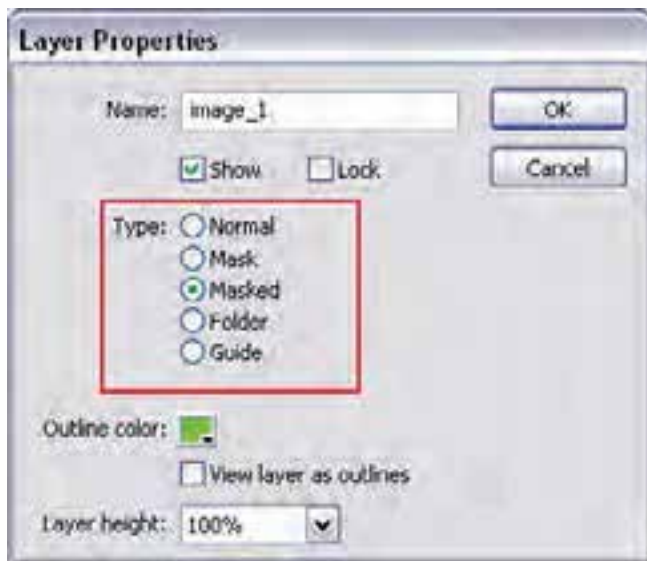 Layer Properties
Name: image_1 OK
Show Lock Cancel
Type: Normal
Mask
Masked
Folder
Guide
Outline color:
View layer as outlines
Layer height: 100%